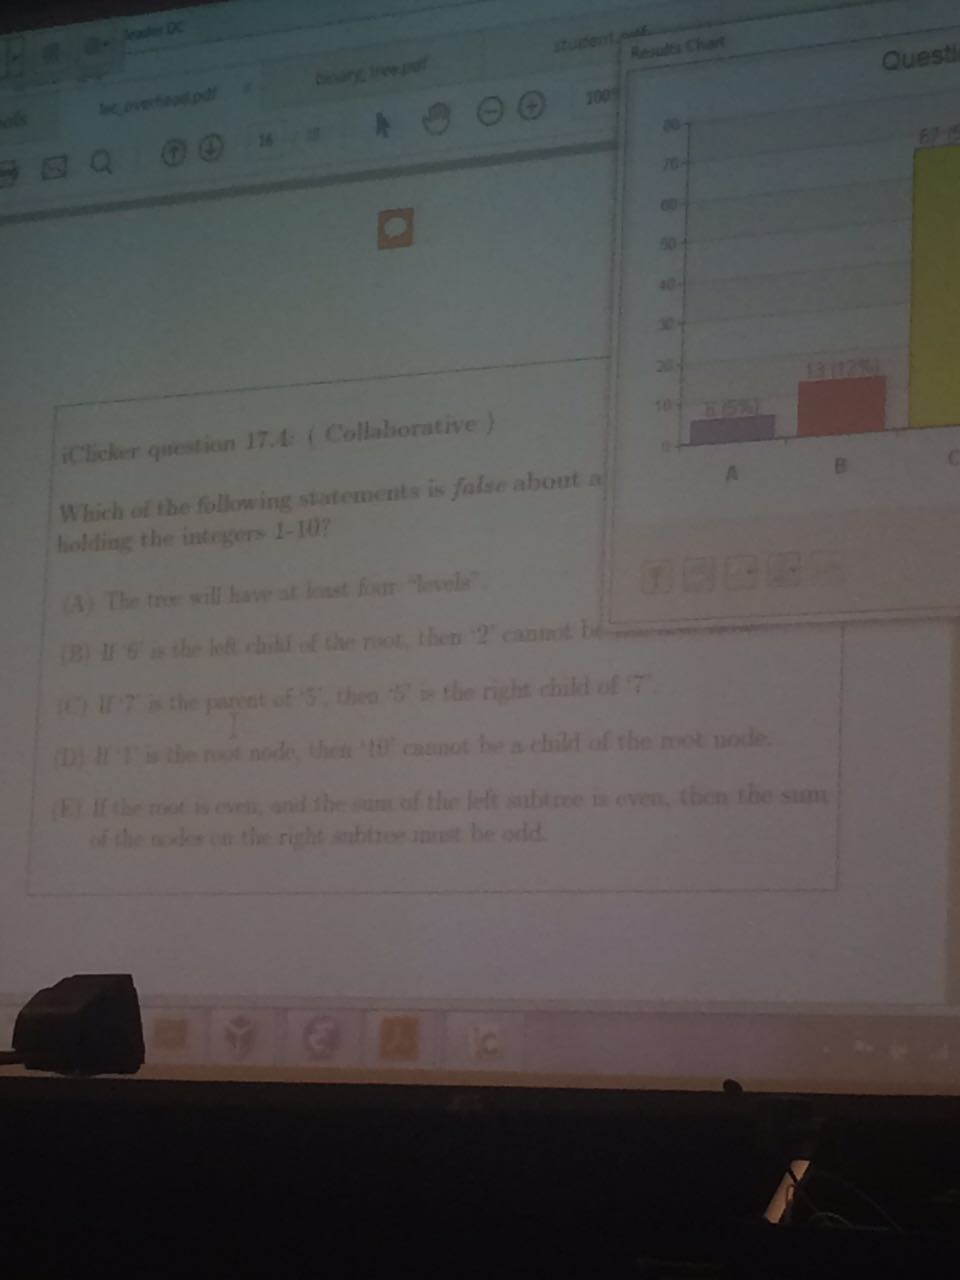 leader DC
student.pdf
binary_tree.pdf
lec_overhead.pdf
Results Chart
16
100%
iClicker question 17.4: ( Collaborative )
Which of the following statements is false about a
holding the integers 1-10?
(A) The tree will have at least four "levels".
(B) If '6' is the left child of the root, then '2' cannot be
(C) If '7' is the parent of '5', then '5' is the right child of '7'.
(D) If '1' is the root node, then '10' cannot be a child of the root node.
(E) If the root is even, and the sum of the left subtree is even, then the sum
of the nodes on the right subtree must be odd.
Questi
80
70
60
50
40
30
20
10
0
6 (5%)
13 (12%)
A
B
C